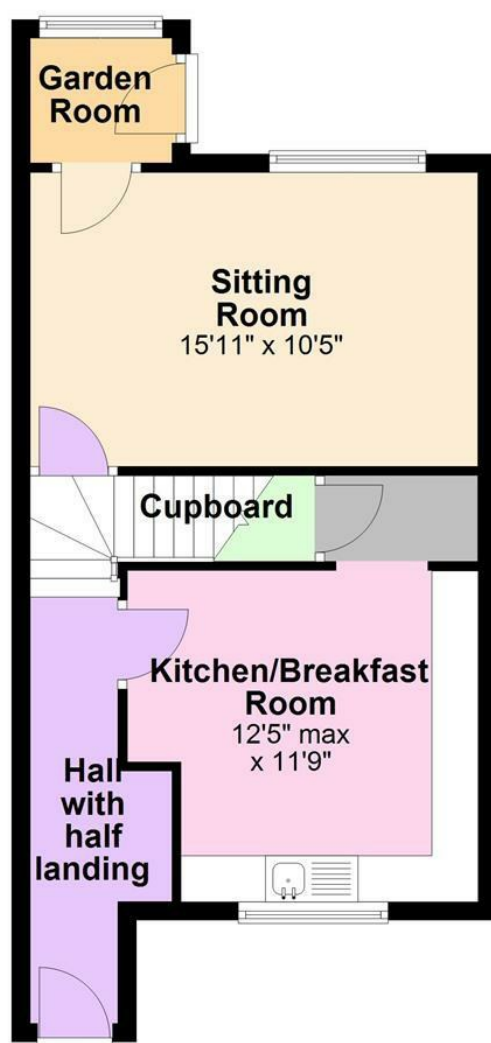 Garden
Room
Sitting
Room
15'11" x 10'5"
Cupboard
Kitchen/Breakfast
Room
12'5" max
x 11'9"
Hall
with
half
landing